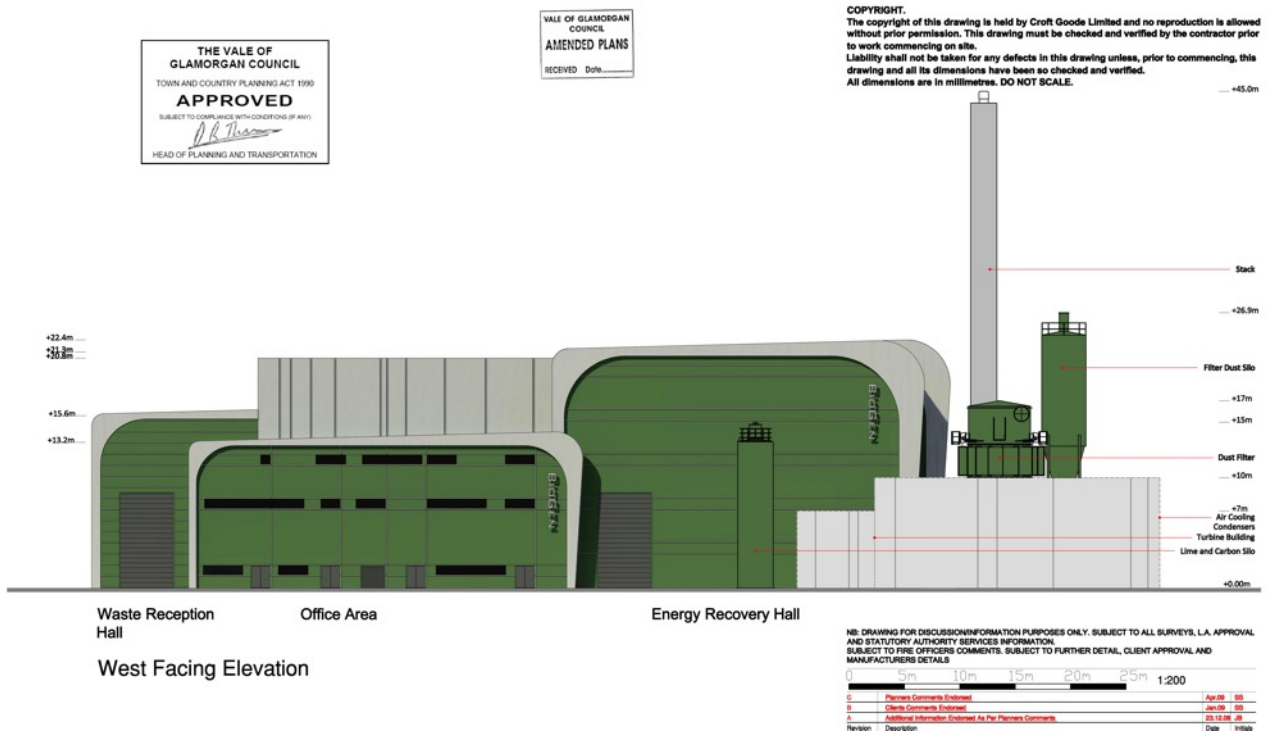 COPYRIGHT.
The copyright of this drawing is held by Croft Goode Limited and no reproduction is allowed
without prior permission. This drawing must be checked and verified by the contractor prior
to work commencing on site.
Liability shall not be taken for any defects in this drawing unless, prior to commencing, this
drawing and all its dimensions have been so checked and verified.
All dimensions are in millimetres. DO NOT SCALE.
VALE OF GLAMORGAN
COUNCIL
AMENDED PLANS
RECEIVED Date
THE VALE OF
GLAMORGAN COUNCIL
TOWN AND COUNTRY PLANNING ACT 1990
APPROVED
SUBJECT TO COMPLIANCE WITH CONDITIONS (IF ANY)
HEAD OF PLANNING AND TRANSPORTATION
+45.0m
Stack
+26.9m
+22.4m
+21.3m
+20.8m
Filter Dust Silo
+17m
+15.6m
+15m
+13.2m
BIOGEN
Dust Filter
+10m
BIOGEN
+7m
Air Cooling
Condensers
Turbine Building
Lime and Carbon Silo
+0.00m
Waste Reception
Hall
Office Area
Energy Recovery Hall
West Facing Elevation
NB: DRAWING FOR DISCUSSION/INFORMATION PURPOSES ONLY. SUBJECT TO ALL SURVEYS, L.A. APPROVAL
AND STATUTORY AUTHORITY SERVICES INFORMATION.
SUBJECT TO FIRE OFFICERS COMMENTS. SUBJECT TO FURTHER DETAIL, CLIENT APPROVAL AND
MANUFACTURERS DETAILS
0 5m 10m 15m 20m 25m 1:200
C Planners Comments Endorsed Apr.09 SG
B Clients Comments Endorsed Jan.09 SG
A Additional Information Endorsed As Per Planners Comments 23.12.08 JB
Revision Description Date Initials